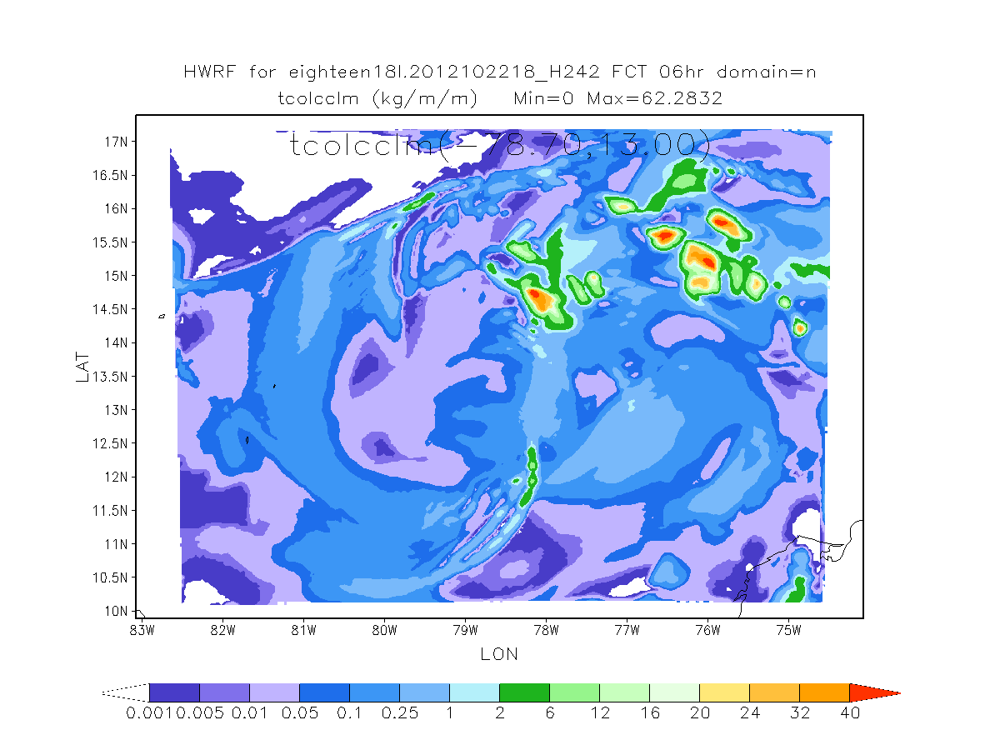 HWRF for eighteen18l.2012102218_H242 FCT 06hr domain=n
tcolcclm (kg/m/m)   Min=0 Max=62.2832
tcolcclm(-78.70,13.00)
17N
16.5N
16N
15.5N
15N
14.5N
14N
13.5N
13N
12.5N
12N
11.5N
11N
10.5N
10N
LAT
83W 82W 81W 80W 79W 78W 77W 76W 75W
LON
0.001 0.005 0.01 0.05 0.1 0.25 1 2 6 12 16 20 24 32 40